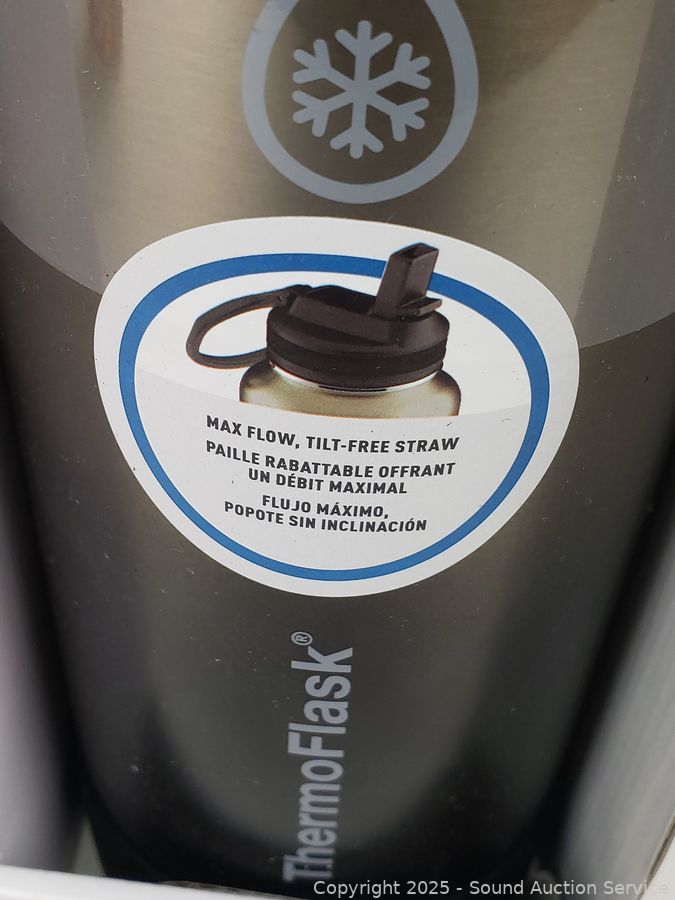 MAX FLOW, TILT-FREE STRAW
PAILLE RABATTABLE OFFRANT
UN DÉBIT MAXIMAL
FLUJO MÁXIMO,
POPOTE SIN INCLINACIÓN
ThermoFlask®
Copyright 2025 - Sound Auction Service